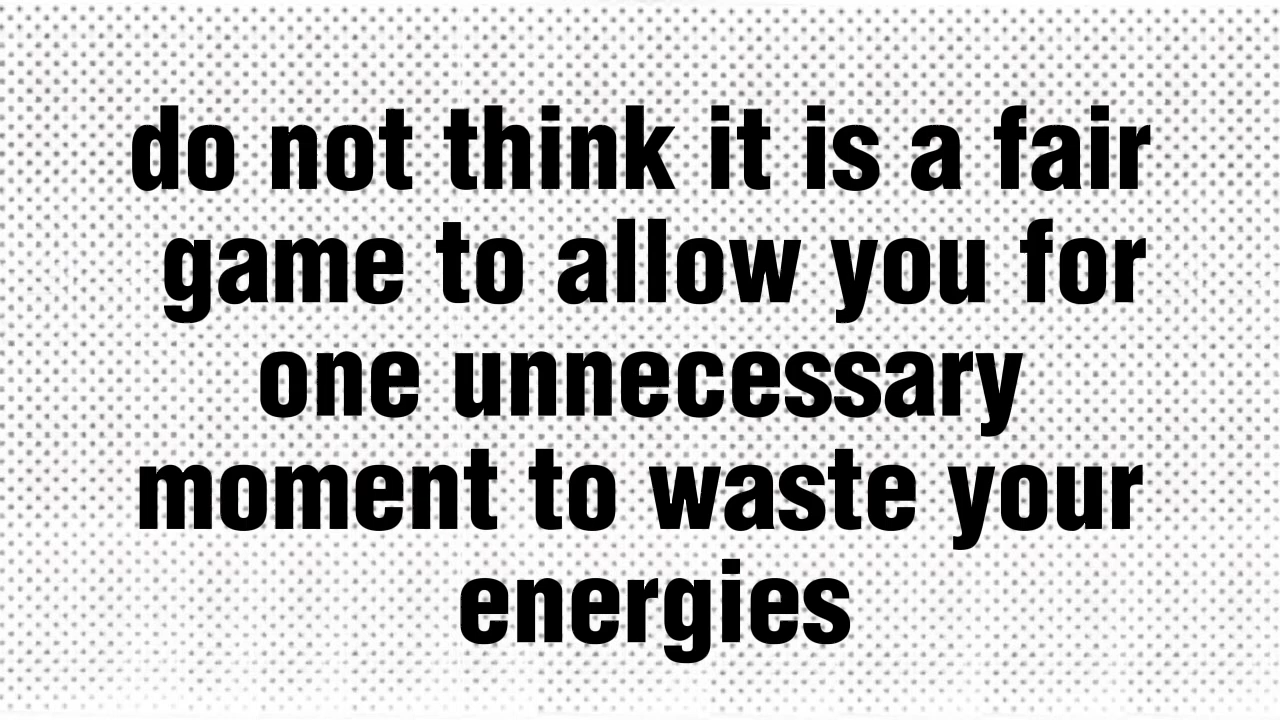 do not think it is a fair
game to allow you for
one unnecessary
moment to waste your
energies